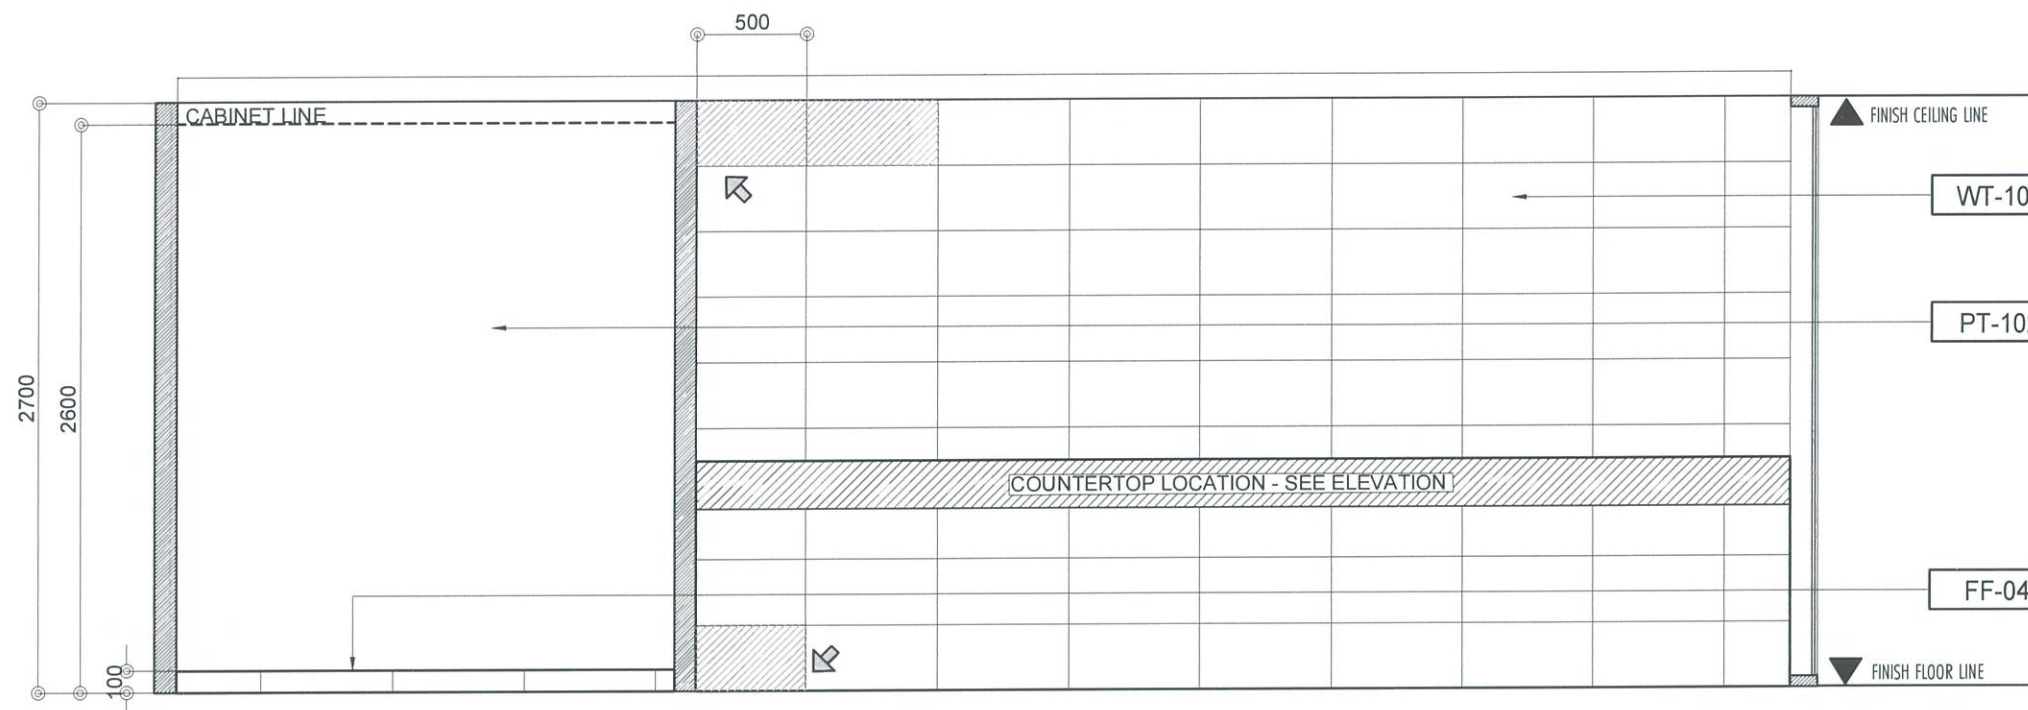 500
CABINET LINE
FINISH CEILING LINE
WT-10
PT-10
2700
2600
COUNTERTOP LOCATION - SEE ELEVATION
FF-04
100
FINISH FLOOR LINE